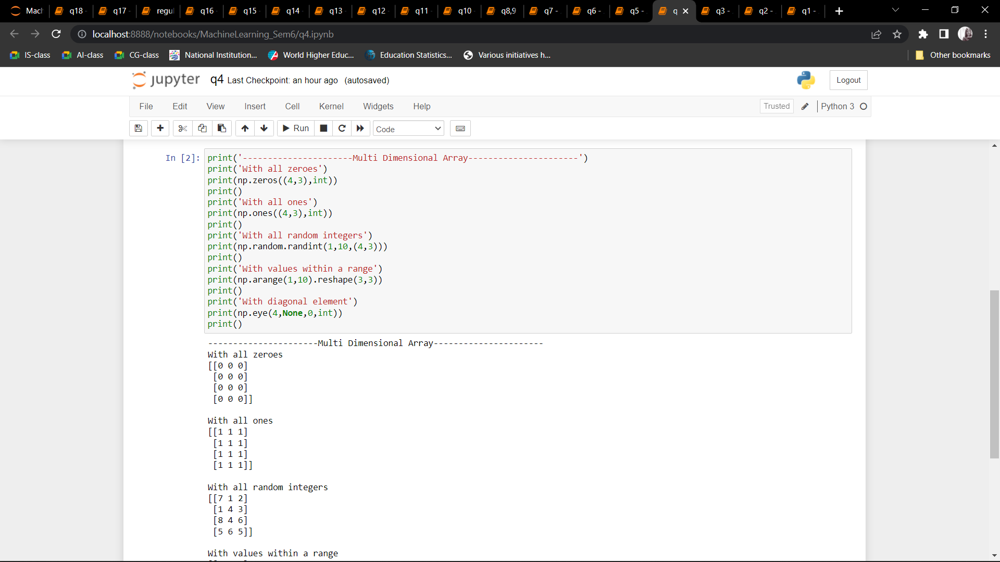 Mach q18 - q17 - regul q16 - q15 - q14 - q13 - q12 - q11 - q10 - q8,9 q7 - q6 - q5 - q q3 - q2 - q1 -
localhost:8888/notebooks/MachineLearning_Sem6/q4.ipynb
IS-class AI-class CG-class National Institution... World Higher Educ... Education Statistics... Various initiatives h... Other bookmarks
jupyter q4 Last Checkpoint: an hour ago (autosaved) Logout
File Edit View Insert Cell Kernel Widgets Help Trusted Python 3
Run Code
In [2]: print('----------------------Multi Dimensional Array----------------------')
print('With all zeroes')
print(np.zeros((4,3),int))
print()
print('With all ones')
print(np.ones((4,3),int))
print()
print('With all random integers')
print(np.random.randint(1,10,(4,3)))
print()
print('With values within a range')
print(np.arange(1,10).reshape(3,3))
print()
print('With diagonal element')
print(np.eye(4,None,0,int))
print()
----------------------Multi Dimensional Array----------------------
With all zeroes
[[0 0 0]
 [0 0 0]
 [0 0 0]
 [0 0 0]]
With all ones
[[1 1 1]
 [1 1 1]
 [1 1 1]
 [1 1 1]]
With all random integers
[[7 1 2]
 [1 4 3]
 [8 4 6]
 [5 6 5]]
With values within a range